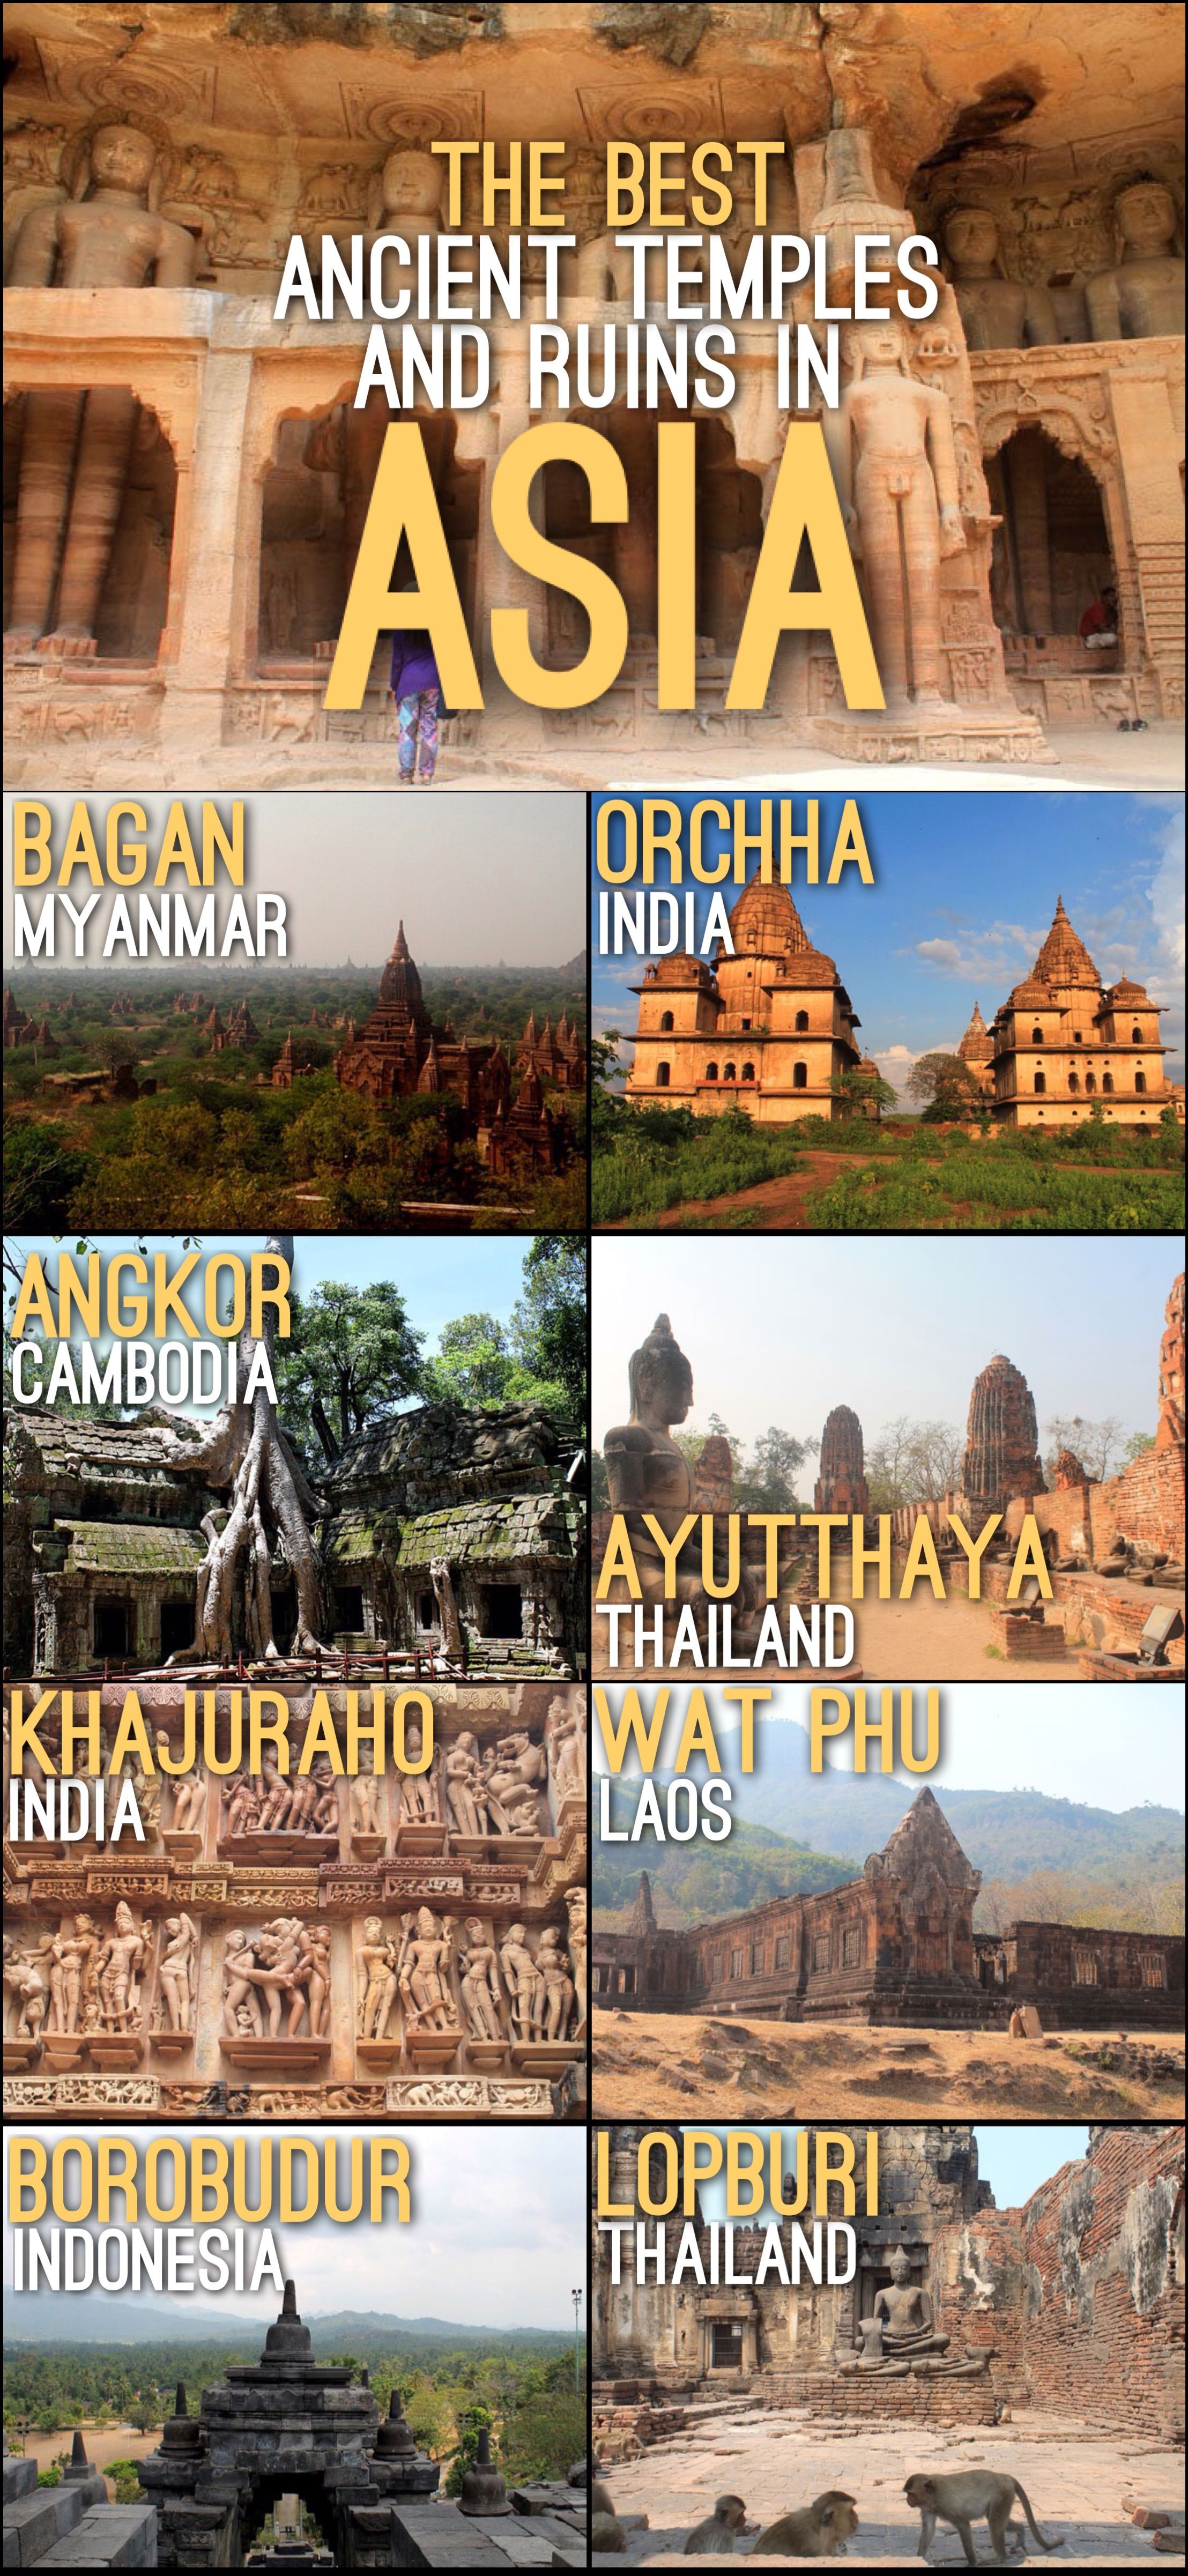 THE BEST
ANCIENT TEMPLES
AND RUINS IN
ASIA
BAGAN
MYANMAR
ORCHHA
INDIA
ANGKOR
CAMBODIA
AYUTTHAYA
THAILAND
KHAJURAHO
INDIA
WAT PHU
LAOS
BOROBUDUR
INDONESIA
LOPBURI
THAILAND